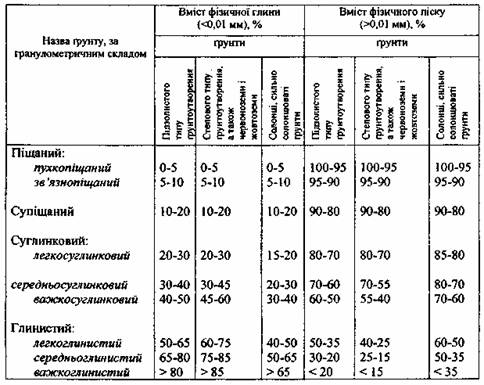 Назва ґрунту, за гранулометричним складом
Вміст фізичної глини (<0,01 мм), %
Вміст фізичного піску (>0,01 мм), %
ґрунти
ґрунти
Підзолистого типу ґрунтоутворення
Степового типу ґрунтоутворення, а також червоноземи і жовтоземи
Солонці, сильно солонцюваті ґрунти
Підзолистого типу ґрунтоутворення
Степового типу ґрунтоутворення, а також червоноземи і жовтоземи
Солонці, сильно солонцюваті ґрунти
Піщаний:
пухкопіщаний 0-5 0-5 0-5 100-95 100-95 100-95
зв'язнопіщаний 5-10 5-10 5-10 95-90 95-90 95-90
Супіщаний 10-20 10-20 10-20 90-80 90-80 90-80
Суглинковий:
легкосуглинковий 20-30 20-30 15-20 80-70 80-70 85-80
середньосуглинковий 30-40 30-45 20-30 70-60 70-55 80-70
важкосуглинковий 40-50 45-60 30-40 60-50 55-40 70-60
Глинистий:
легкоглинистий 50-65 60-75 40-50 50-35 40-25 60-50
середньоглинистий 65-80 75-85 50-65 30-20 25-15 50-35
важкоглинистий > 80 > 85 > 65 < 20 < 15 < 35